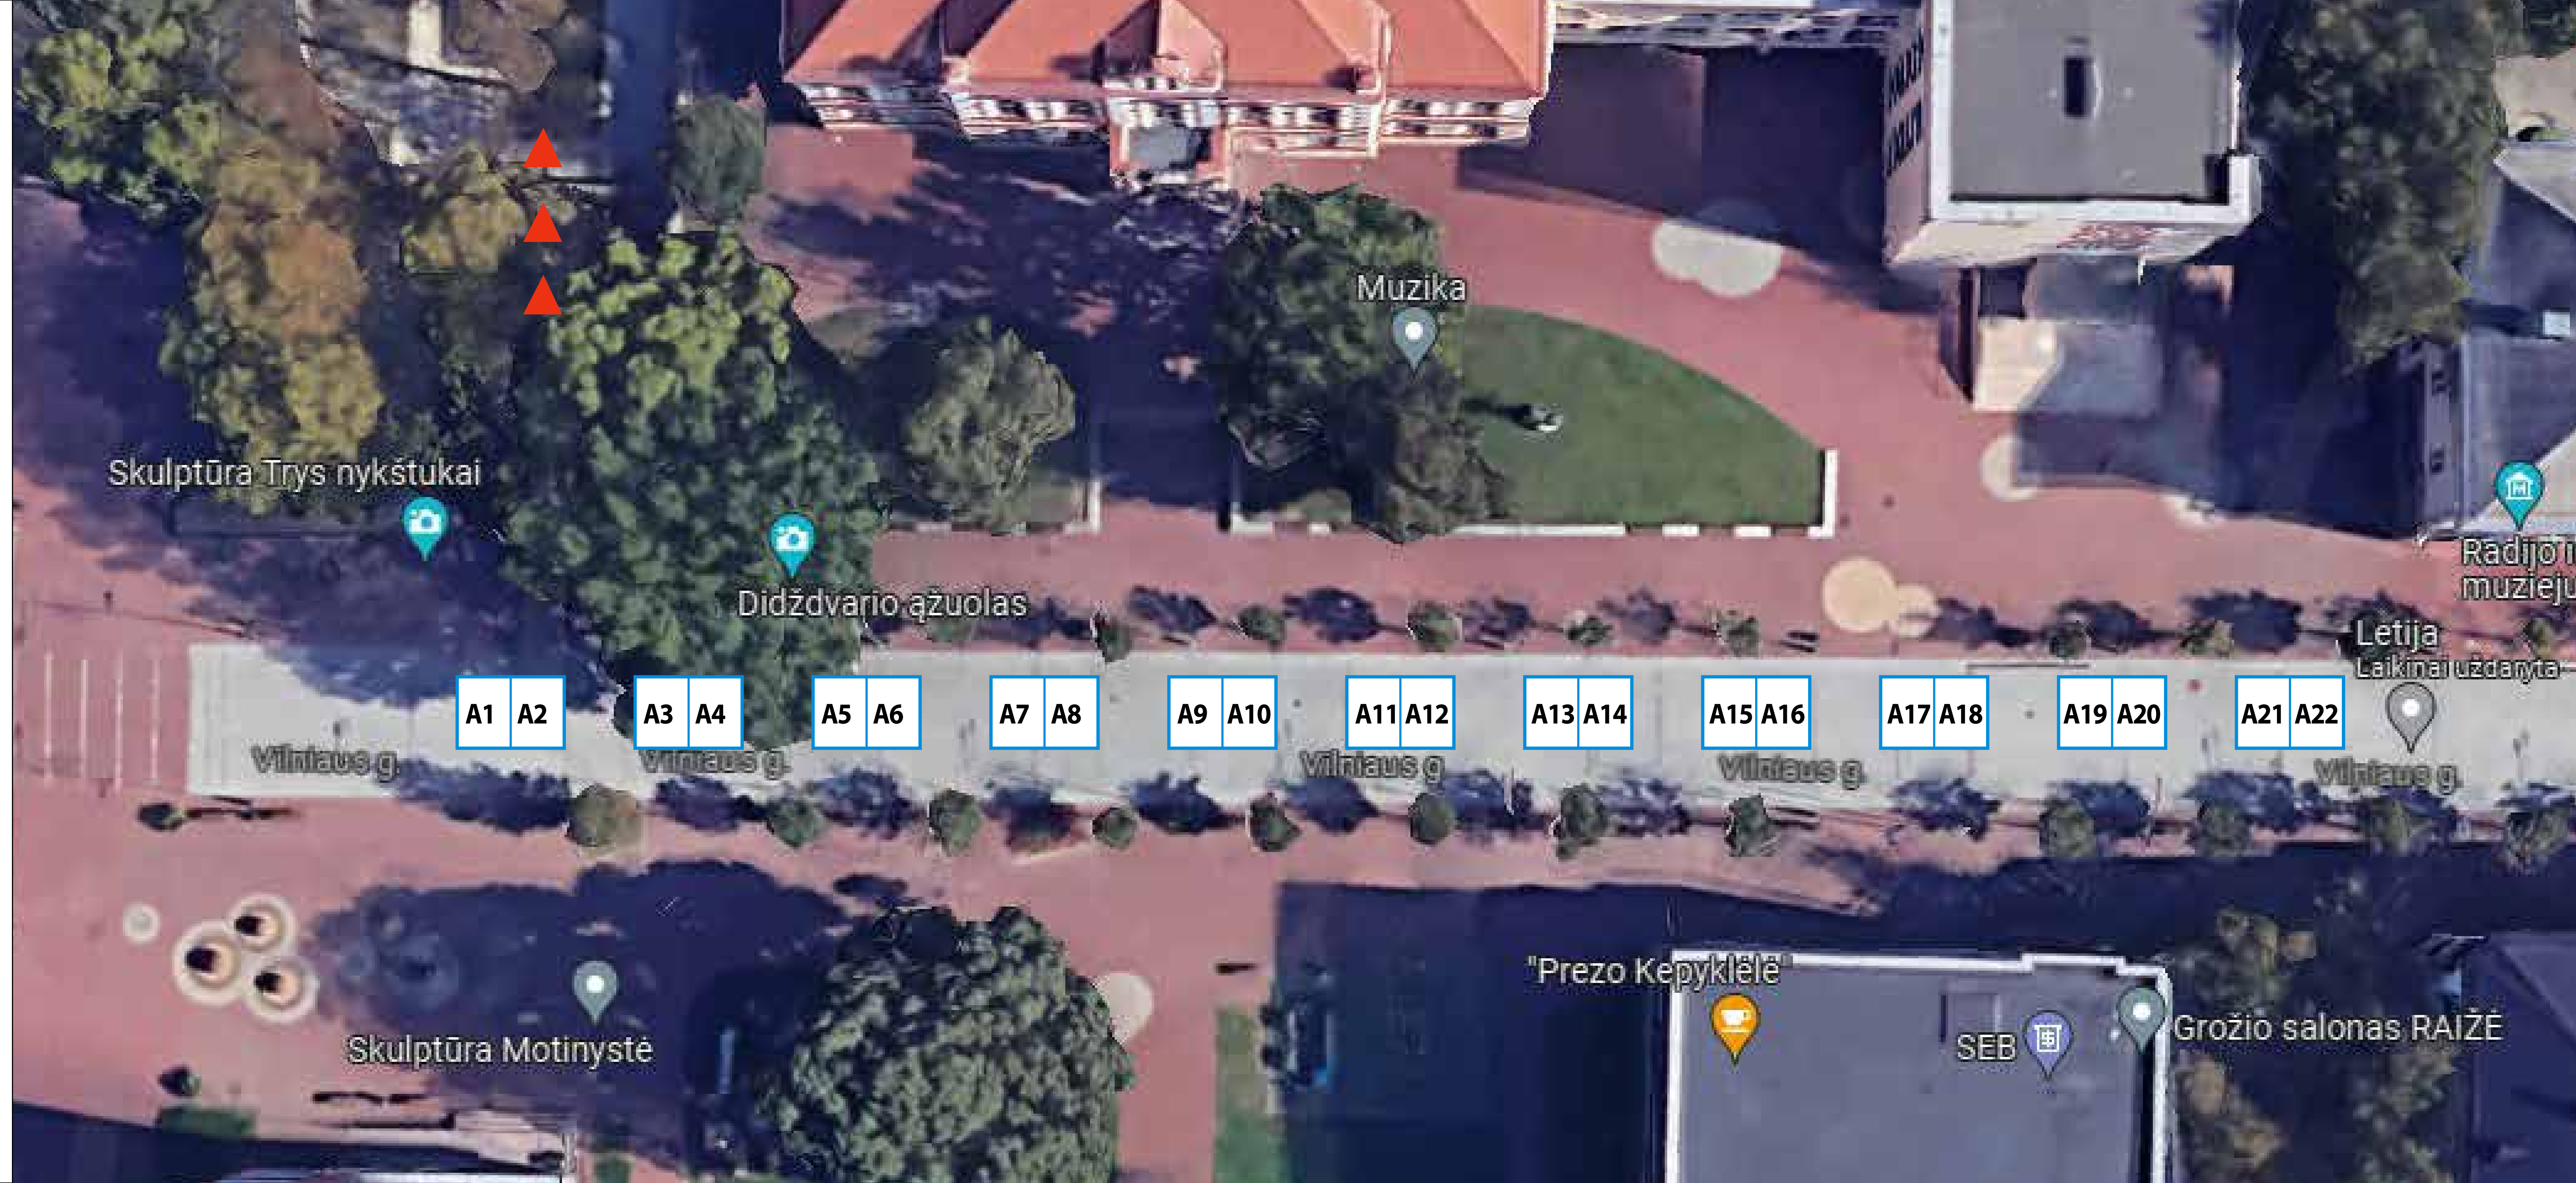 Muzika
Skulptūra Trys nykštukai
Didždvario ąžuolas
Radijo i
muzieju
Letija
Laikinai uždaryta
A1 A2 A3 A4 A5 A6 A7 A8 A9 A10 A11 A12 A13 A14 A15 A16 A17 A18 A19 A20 A21 A22
Vilniaus g. Vilniaus g. Vilniaus g. Vilniaus g. Vilniaus g.
"Prezo Kepyklėlė"
Skulptūra Motinystė
SEB
Grožio salonas RAIŽĖ